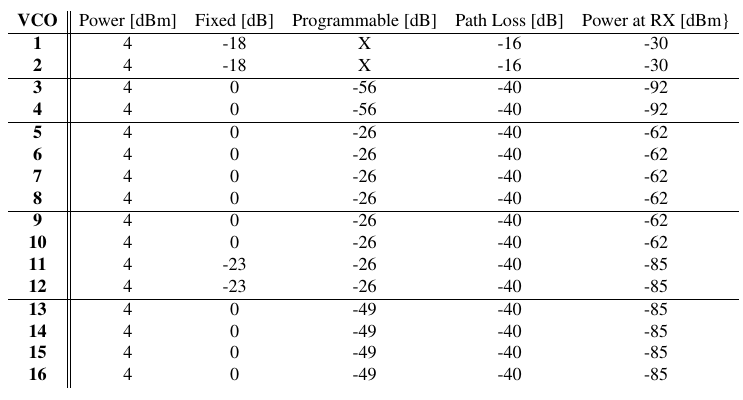 VCO Power [dBm] Fixed [dB] Programmable [dB] Path Loss [dB] Power at RX [dBm}
1 4 -18 X -16 -30
2 4 -18 X -16 -30
3 4 0 -56 -40 -92
4 4 0 -56 -40 -92
5 4 0 -26 -40 -62
6 4 0 -26 -40 -62
7 4 0 -26 -40 -62
8 4 0 -26 -40 -62
9 4 0 -26 -40 -62
10 4 0 -26 -40 -62
11 4 -23 -26 -40 -85
12 4 -23 -26 -40 -85
13 4 0 -49 -40 -85
14 4 0 -49 -40 -85
15 4 0 -49 -40 -85
16 4 0 -49 -40 -85